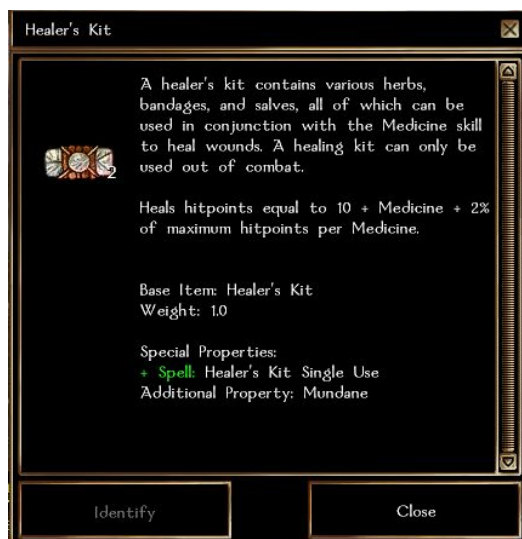 Healer's Kit
A healer's kit contains various herbs,
bandages, and salves, all of which can be
used in conjunction with the Medicine skill
to heal wounds. A healing kit can only be
used out of combat.
2
Heals hitpoints equal to 10 + Medicine + 2%
of maximum hitpoints per Medicine.
Base Item: Healer's Kit
Weight: 1.0
Special Properties:
+ Spell: Healer's Kit Single Use
Additional Property: Mundane
Identify
Close